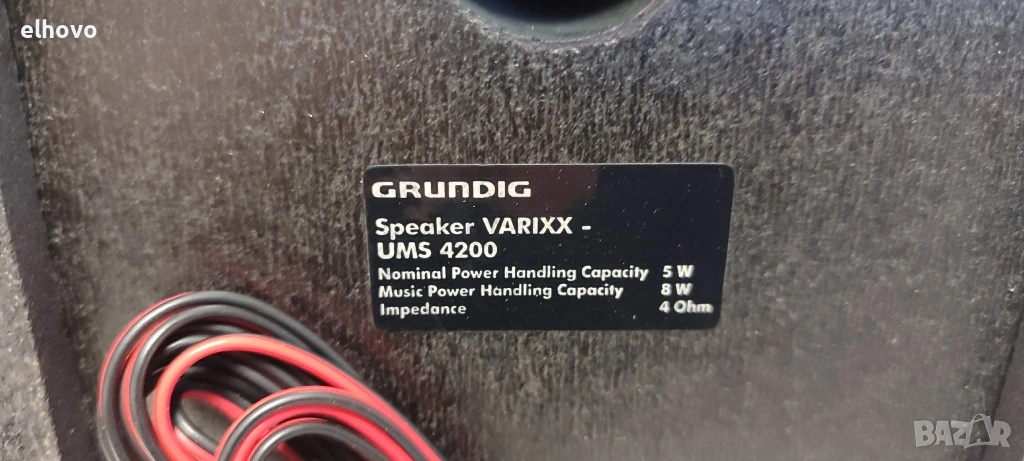 elhovo
GRUNDIG
Speaker VARIXX -
UMS 4200
Nominal Power Handling Capacity 5 W
Music Power Handling Capacity 8 W
Impedance 4 Ohm
BAZAR